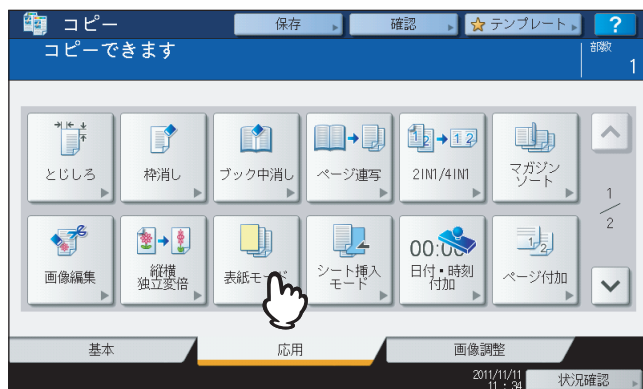 コピー
保存
確認
テンプレート
?
コピーできます
部数
1
とじしろ
枠消し
ブック中消し
ページ連写
2IN1/4IN1
マガジン
ソート
1
2
画像編集
縦横
独立変倍
表紙モード
シート挿入
モード
00:00
日付・時刻
付加
ページ付加
基本
応用
画像調整
2011/11/11
11 : 34
状況確認